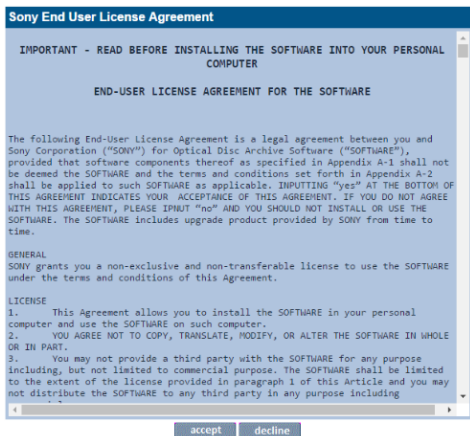 Sony End User License Agreement
IMPORTANT - READ BEFORE INSTALLING THE SOFTWARE INTO YOUR PERSONAL
COMPUTER
END-USER LICENSE AGREEMENT FOR THE SOFTWARE
The following End-User License Agreement is a legal agreement between you and
Sony Corporation (“SONY”) for Optical Disc Archive Software (“SOFTWARE”),
provided that software components thereof as specified in Appendix A-1 shall not
be deemed the SOFTWARE and the terms and conditions set forth in Appendix A-2
shall be applied to such SOFTWARE as applicable. INPUTTING “yes” AT THE BOTTOM OF
THIS AGREEMENT INDICATES YOUR ACCEPTANCE OF THIS AGREEMENT. IF YOU DO NOT AGREE
WITH THIS AGREEMENT, PLEASE IPNUT “no” AND YOU SHOULD NOT INSTALL OR USE THE
SOFTWARE. The SOFTWARE includes upgrade product provided by SONY from time to
time.
GENERAL
SONY grants you a non-exclusive and non-transferable license to use the SOFTWARE
under the terms and conditions of this Agreement.
LICENSE
1. This Agreement allows you to install the SOFTWARE in your personal
computer and use the SOFTWARE on such computer.
2. YOU AGREE NOT TO COPY, TRANSLATE, MODIFY, OR ALTER THE SOFTWARE IN WHOLE
OR IN PART.
3. You may not provide a third party with the SOFTWARE for any purpose
including, but not limited to commercial purpose. The SOFTWARE shall be limited
to the extent of the license provided in paragraph 1 of this Article and you may
not distribute the SOFTWARE to any third party in any purpose including
accept decline